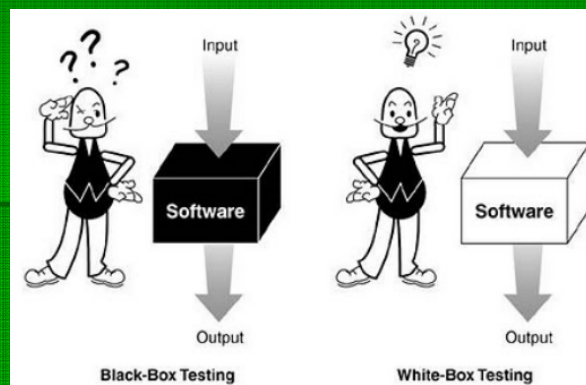 ? ? ?
Input
Software
Output
Black-Box Testing
Input
Software
Output
White-Box Testing